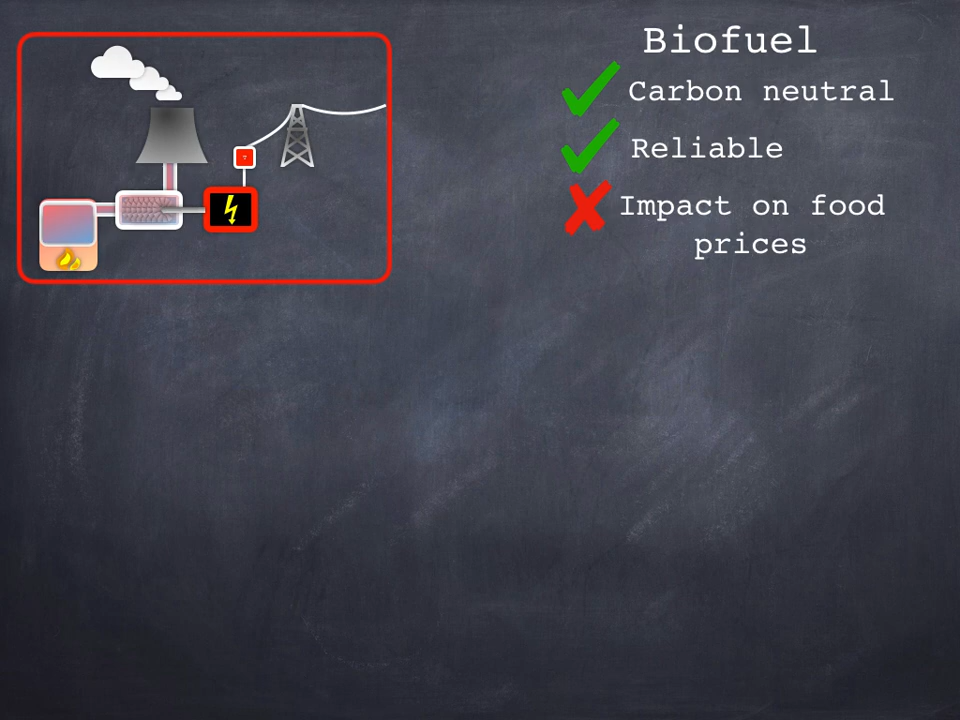 Biofuel
Carbon neutral
Reliable
Impact on food
prices